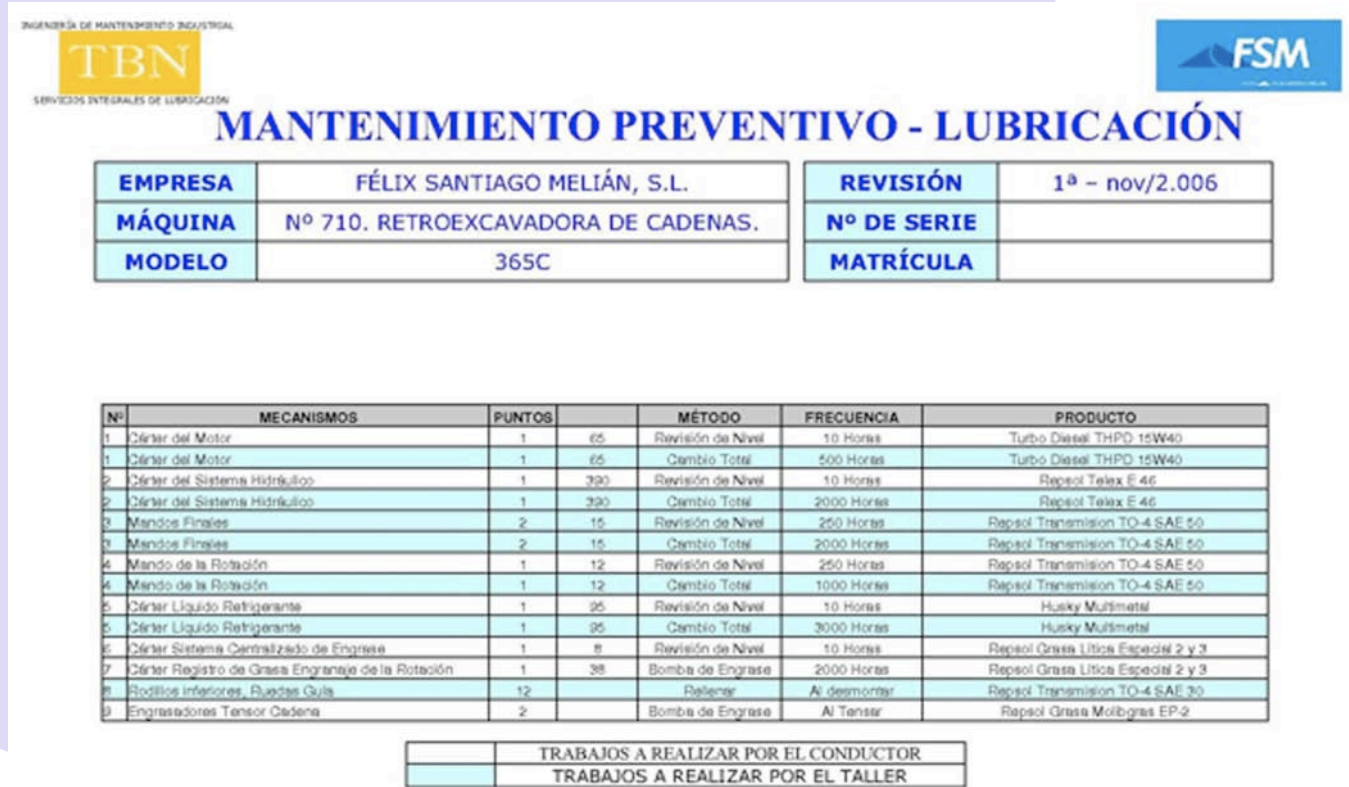 INGENIERÍA DE MANTENIMIENTO INDUSTRIAL
TBN
SERVICIOS INTEGRALES DE LUBRICACIÓN
FSM
MANTENIMIENTO PREVENTIVO - LUBRICACIÓN
EMPRESA FÉLIX SANTIAGO MELIÁN, S.L. REVISIÓN 1ª – nov/2.006
MÁQUINA Nº 710. RETROEXCAVADORA DE CADENAS. Nº DE SERIE
MODELO 365C MATRÍCULA
Nº MECANISMOS PUNTOS MÉTODO FRECUENCIA PRODUCTO
1 Cárter del Motor 1 65 Revisión de Nivel 10 Horas Turbo Diesel THPD 15W40
1 Cárter del Motor 1 65 Cambio Total 500 Horas Turbo Diesel THPD 15W40
2 Cárter del Sistema Hidráulico 1 390 Revisión de Nivel 10 Horas Repsol Telex E 46
2 Cárter del Sistema Hidráulico 1 390 Cambio Total 2000 Horas Repsol Telex E 46
3 Mandos Finales 2 15 Revisión de Nivel 250 Horas Repsol Transmision TO-4 SAE 50
3 Mandos Finales 2 15 Cambio Total 2000 Horas Repsol Transmision TO-4 SAE 50
4 Mando de la Rotación 1 12 Revisión de Nivel 250 Horas Repsol Transmision TO-4 SAE 50
4 Mando de la Rotación 1 12 Cambio Total 1000 Horas Repsol Transmision TO-4 SAE 50
5 Cárter Líquido Refrigerante 1 95 Revisión de Nivel 10 Horas Husky Multimetal
5 Cárter Líquido Refrigerante 1 95 Cambio Total 3000 Horas Husky Multimetal
6 Cárter Sistema Centralizado de Engrase 1 8 Revisión de Nivel 10 Horas Repsol Grasa Lítica Especial 2 y 3
7 Cárter Registro de Grasa Engranaje de la Rotación 1 38 Bomba de Engrase 2000 Horas Repsol Grasa Lítica Especial 2 y 3
8 Rodillos inferiores, Ruedas Guía 12 Rellenar Al desmontar Repsol Transmision TO-4 SAE 30
9 Engrasadores Tensor Cadena 2 Bomba de Engrase Al Tensar Repsol Grasa Molibgras EP-2
TRABAJOS A REALIZAR POR EL CONDUCTOR
TRABAJOS A REALIZAR POR EL TALLER